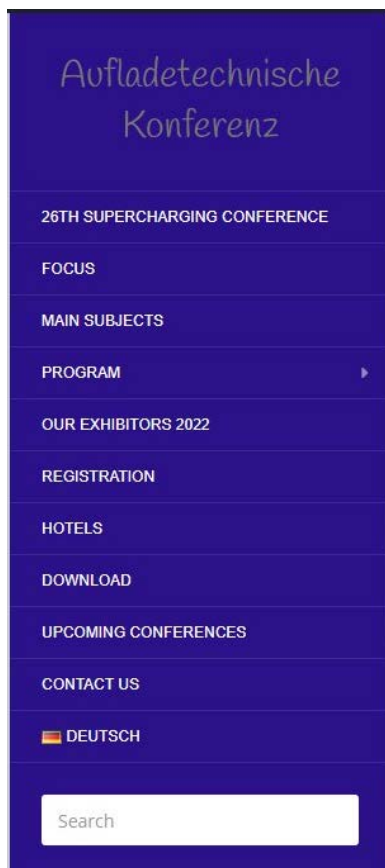 Aufladetechnische
Konferenz
26TH SUPERCHARGING CONFERENCE
FOCUS
MAIN SUBJECTS
PROGRAM
OUR EXHIBITORS 2022
REGISTRATION
HOTELS
DOWNLOAD
UPCOMING CONFERENCES
CONTACT US
DEUTSCH
Search